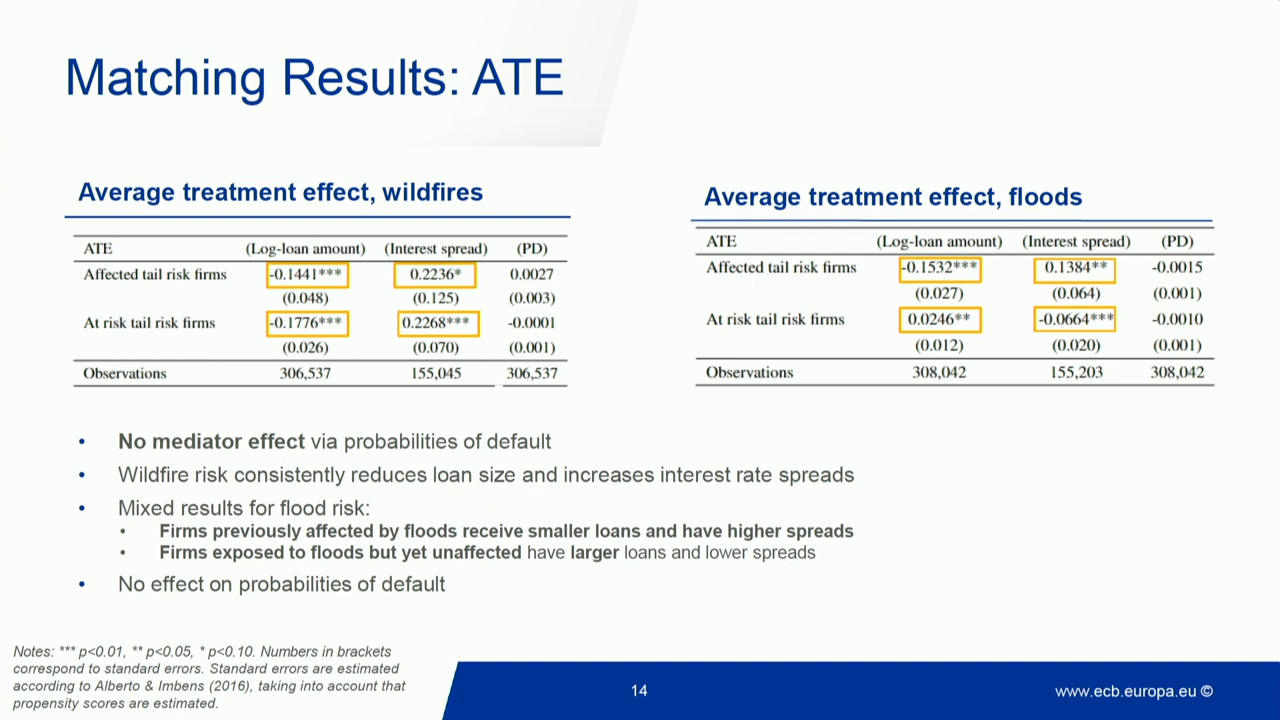 Matching Results: ATE
Average treatment effect, wildfires
ATE (Log-loan amount) (Interest spread) (PD)
Affected tail risk firms -0.1441*** 0.2236* 0.0027
(0.048) (0.125) (0.003)
At risk tail risk firms -0.1776*** 0.2268*** -0.0001
(0.026) (0.070) (0.001)
Observations 306,537 155,045 306,537
Average treatment effect, floods
ATE (Log-loan amount) (Interest spread) (PD)
Affected tail risk firms -0.1532*** 0.1384** -0.0015
(0.027) (0.064) (0.001)
At risk tail risk firms 0.0246** -0.0664*** -0.0010
(0.012) (0.020) (0.001)
Observations 308,042 155,203 308,042
• No mediator effect via probabilities of default
• Wildfire risk consistently reduces loan size and increases interest rate spreads
• Mixed results for flood risk:
• Firms previously affected by floods receive smaller loans and have higher spreads
• Firms exposed to floods but yet unaffected have larger loans and lower spreads
• No effect on probabilities of default
Notes: *** p<0.01, ** p<0.05, * p<0.10. Numbers in brackets
correspond to standard errors. Standard errors are estimated
according to Alberto & Imbens (2016), taking into account that
propensity scores are estimated.
14
www.ecb.europa.eu ©